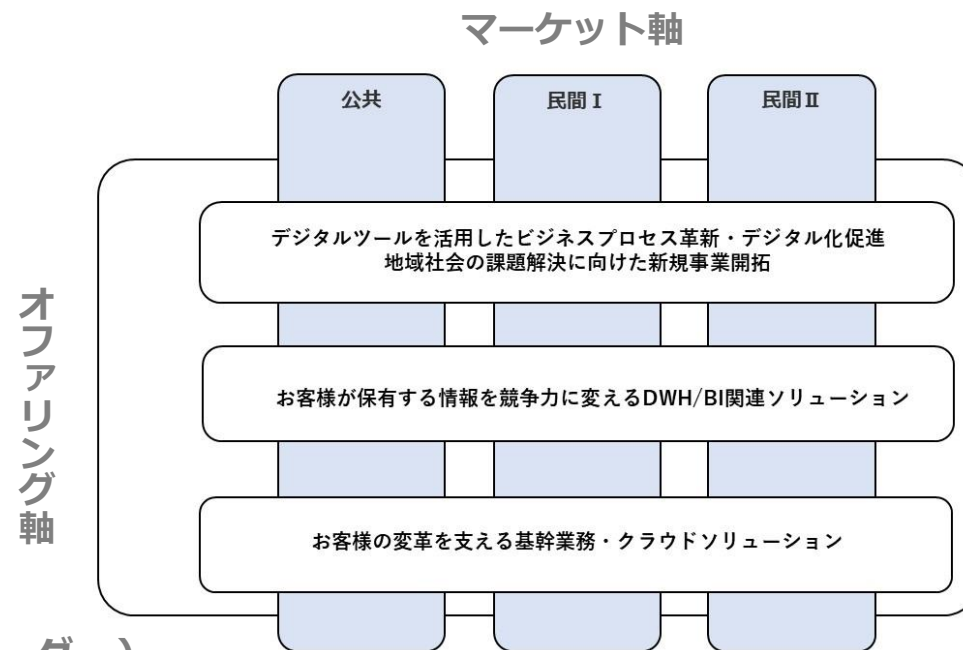 マーケット軸
公共
民間Ⅰ
民間Ⅱ
オファリング軸
デジタルツールを活用したビジネスプロセス革新・デジタル化促進
地域社会の課題解決に向けた新規事業開拓
お客様が保有する情報を競争力に変えるDWH/BI関連ソリューション
お客様の変革を支える基幹業務・クラウドソリューション